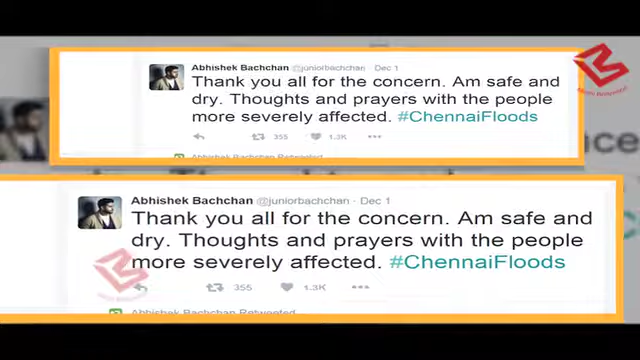 Abhishek Bachchan @juniorbachchan · Dec 1
Thank you all for the concern. Am safe and
dry. Thoughts and prayers with the people
more severely affected. #ChennaiFloods
355 1.3K
Abhishek Bachchan Retweeted
Abhishek Bachchan @juniorbachchan · Dec 1
Thank you all for the concern. Am safe and
dry. Thoughts and prayers with the people
more severely affected. #ChennaiFloods
355 1.3K
Abhishek Bachchan Retweeted